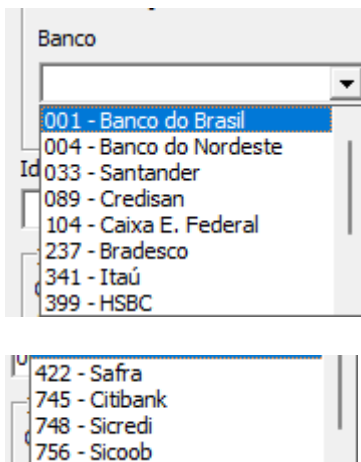 Banco
001 - Banco do Brasil
004 - Banco do Nordeste
Id
033 - Santander
089 - Credisan
104 - Caixa E. Federal
237 - Bradesco
341 - Itaú
399 - HSBC
422 - Safra
745 - Citibank
748 - Sicredi
756 - Sicoob